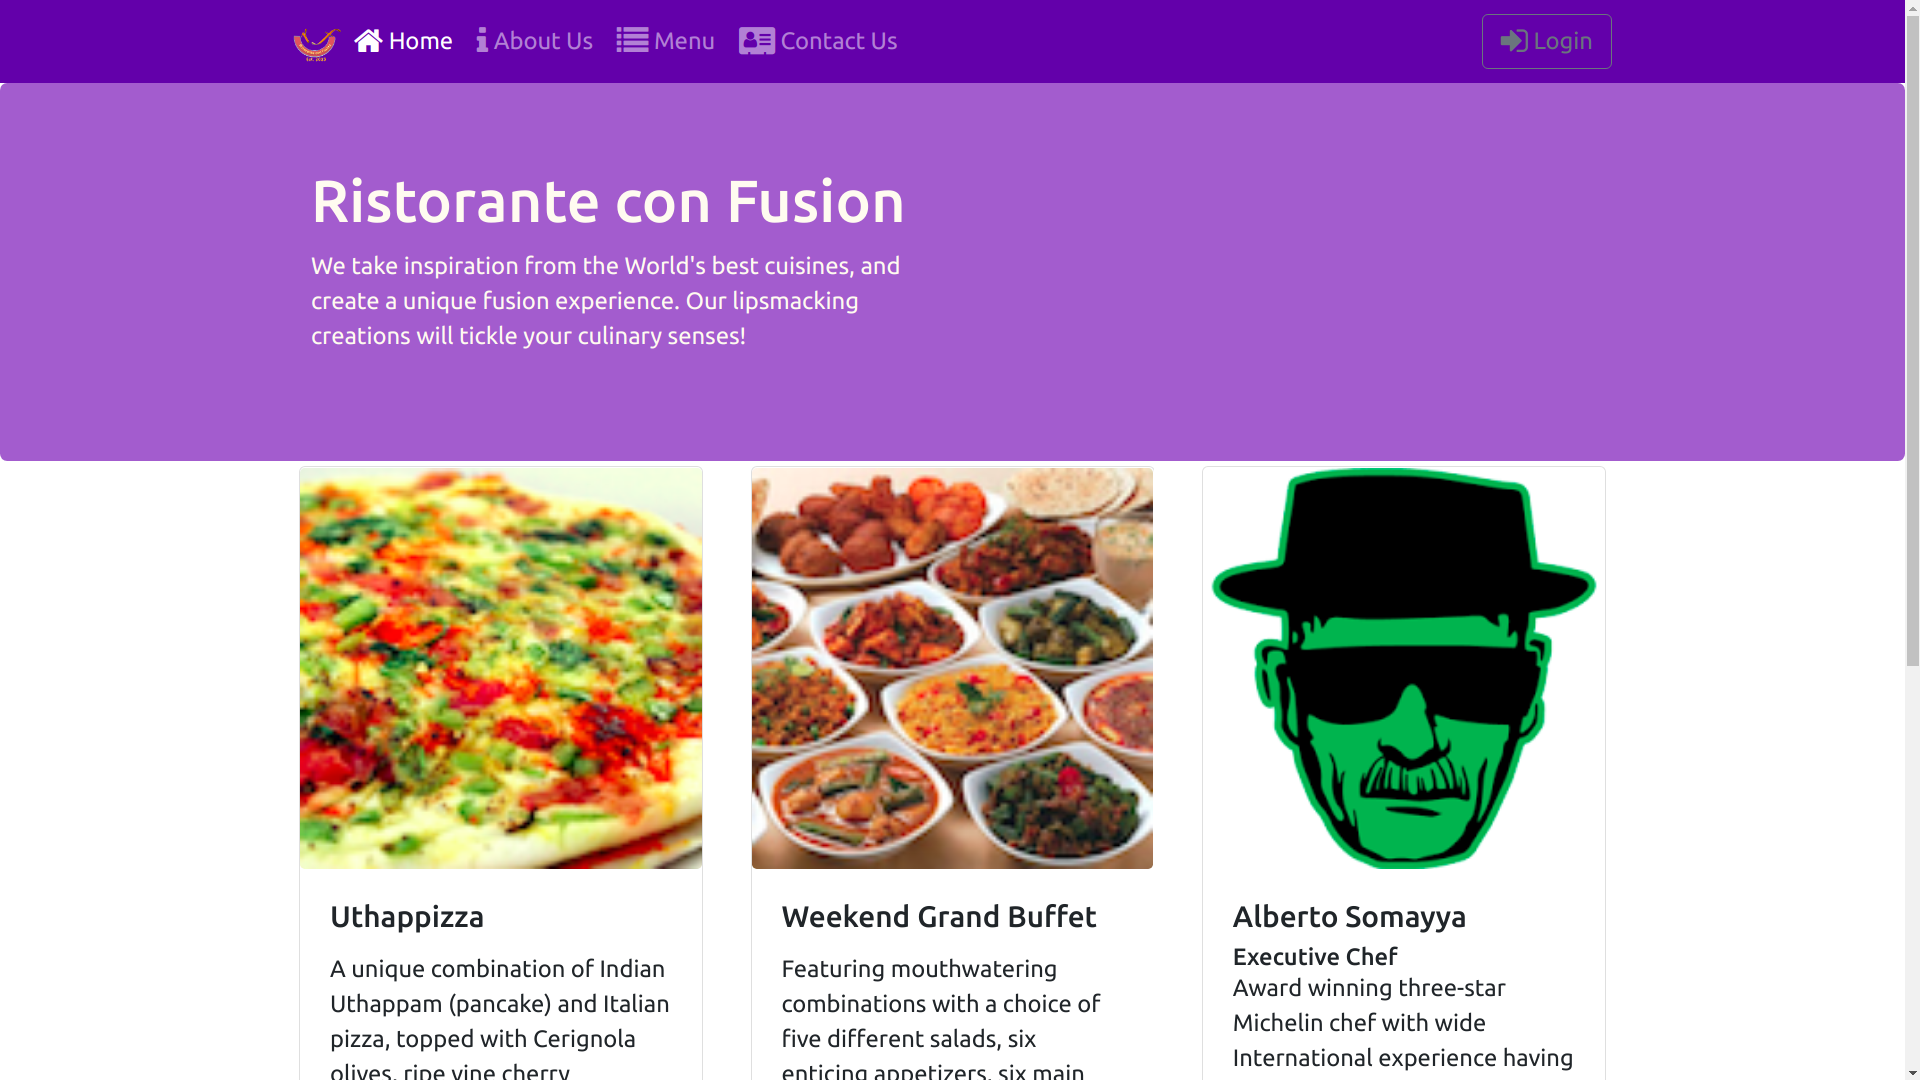 Home
About Us
Menu
Contact Us
Login
Ristorante con Fusion
We take inspiration from the World's best cuisines, and
create a unique fusion experience. Our lipsmacking
creations will tickle your culinary senses!
Uthappizza
A unique combination of Indian
Uthappam (pancake) and Italian
pizza, topped with Cerignola
olives, ripe vine cherry
Weekend Grand Buffet
Featuring mouthwatering
combinations with a choice of
five different salads, six
enticing appetizers, six main
Alberto Somayya
Executive Chef
Award winning three-star
Michelin chef with wide
International experience having